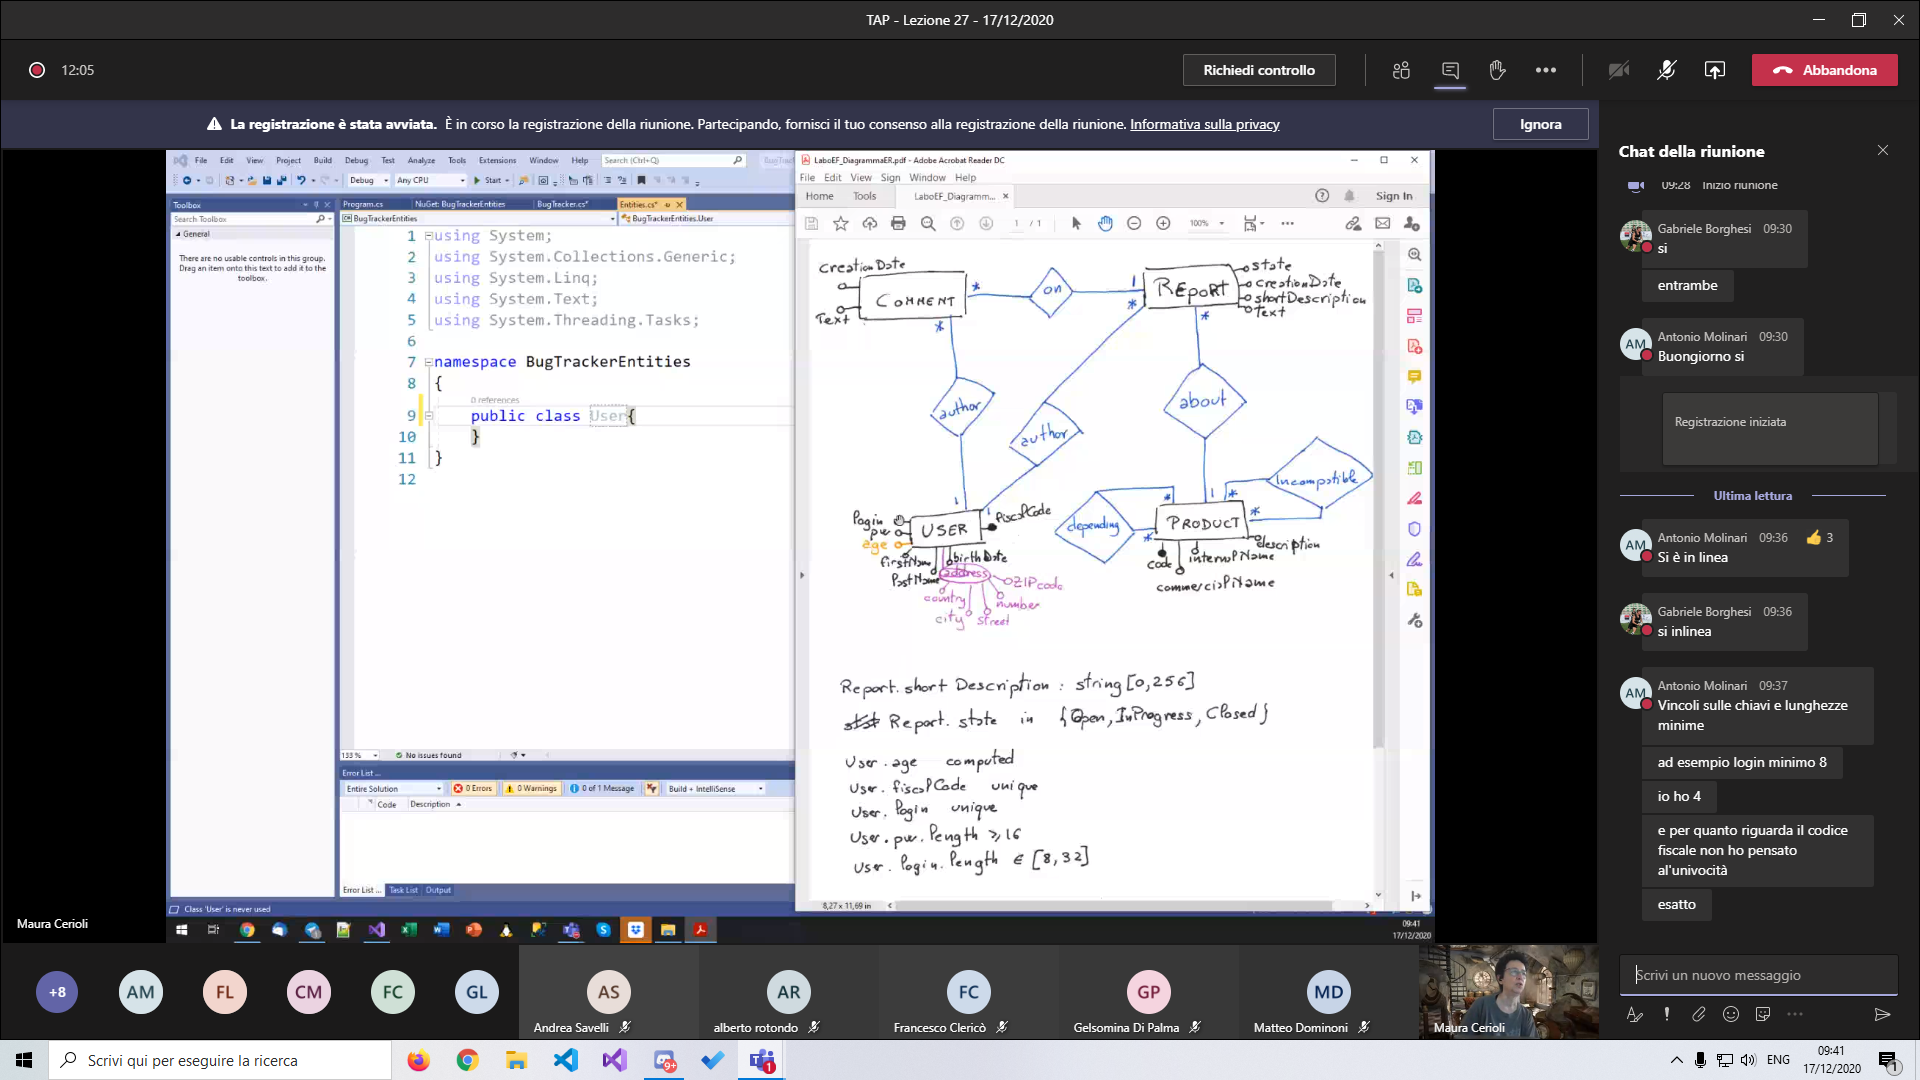 TAP - Lezione 27 - 17/12/2020
12:05
Richiedi controllo
Abbandona
La registrazione è stata avviata. È in corso la registrazione della riunione. Partecipando, fornisci il tuo consenso alla registrazione della riunione. Informativa sulla privacy
Ignora
File Edit View Project Build Debug Test Analyze Tools Extensions Window Help
Search (Ctrl+Q)
Debug Any CPU Start
Toolbox
Search Toolbox
General
There are no usable controls in this group. Drag an item onto this text to add it to the toolbox.
Program.cs NuGet: BugTrackerEntities BugTracker.cs* Entities.cs*
BugTrackerEntities BugTrackerEntities.User
1 using System;
2 using System.Collections.Generic;
3 using System.Linq;
4 using System.Text;
5 using System.Threading.Tasks;
6
7 namespace BugTrackerEntities
8 {
0 references
9 public class User{
10 }
11 }
12
133 % No issues found
Error List ...
Entire Solution 0 Errors 0 Warnings 0 of 1 Message Build + IntelliSense
Code Description
Error List ... Task List Output
Class 'User' is never used
LaboEF_DiagrammaER.pdf - Adobe Acrobat Reader DC
File Edit View Sign Window Help
Home Tools LaboEF_Diagramm... Sign In
1 / 1 100%
creationDate
COMMENT
Text
* on 1
REPORT
state
creationDate
shortDescription
Text
*
*
*
author
author
about
1
1
1
login
pw
age
USER
fiscalCode
firstName
lastName
birthDate
address
ZIPcode
country
number
city
street
depending
*
*
PRODUCT
*
*
Incompatible
description
code
internalName
commercialName
Report.shortDescription : string [0,256]
Report.state in {Open, InProgress, Closed}
User.age computed
User.fiscalCode unique
User.login unique
User.pw.length ≥ 16
User.login.length ∈ [8,32]
8,27 x 11,69 in
09:41
17/12/2020
Maura Cerioli
+8
AM
FL
CM
FC
GL
AS
Andrea Savelli
AR
alberto rotondo
FC
Francesco Clericò
GP
Gelsomina Di Palma
MD
Matteo Dominoni
Maura Cerioli
Chat della riunione
09:28 Inizio riunione
Gabriele Borghesi 09:30
si
entrambe
AM
Antonio Molinari 09:30
Buongiorno si
Registrazione iniziata
Ultima lettura
AM
Antonio Molinari 09:36 3
Si è in linea
Gabriele Borghesi 09:36
si inlinea
AM
Antonio Molinari 09:37
Vincoli sulle chiavi e lunghezze
minime
ad esempio login minimo 8
io ho 4
e per quanto riguarda il codice
fiscale non ho pensato
al'univocità
esatto
Scrivi un nuovo messaggio
Scrivi qui per eseguire la ricerca
9+
1
ENG
09:41
17/12/2020
1